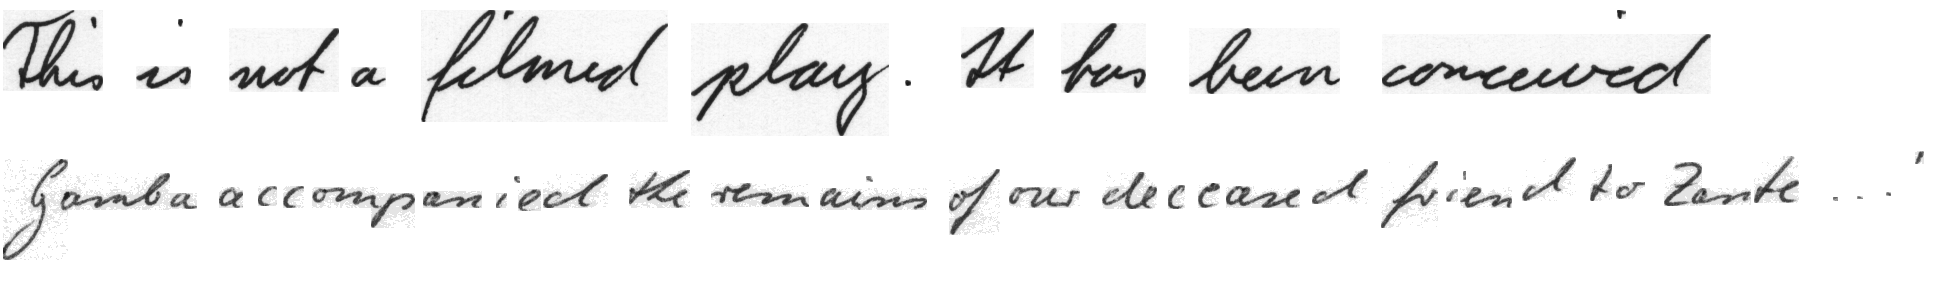 This is not a filmed play. It has been conceived
Gamba accompanied the remains of our deceased friend to Zante ...'